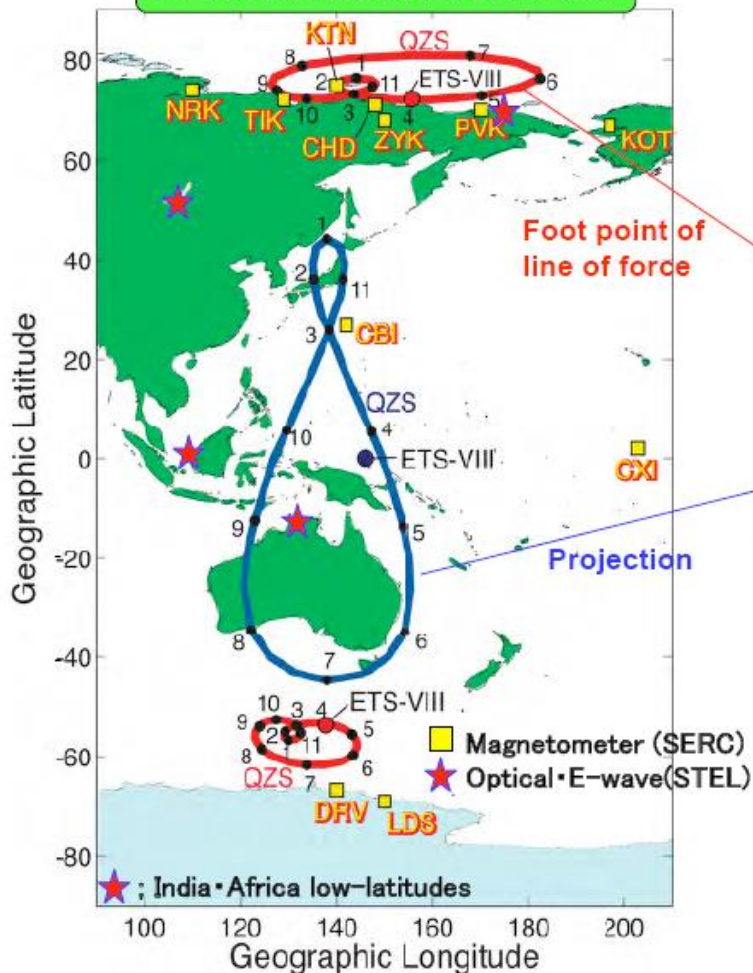 80
60
40
20
0
-20
-40
-60
-80
Geographic Latitude
100
120
140
160
180
200
Geographic Longitude
KTN
QZS
7
8
1
6
9
2
11
ETS-VIII
10
3
4
5
NRK
TIK
CHD
ZYK
PVK
KOT
Foot point of
line of force
1
2
11
3
CBI
QZS
10
4
ETS-VIII
CXI
9
5
Projection
8
6
7
ETS-VIII
10
3
4
9
5
2
1
11
8
6
QZS
7
Magnetometer (SERC)
Optical・E-wave(STEL)
DRV
LDS
: India・Africa low-latitudes